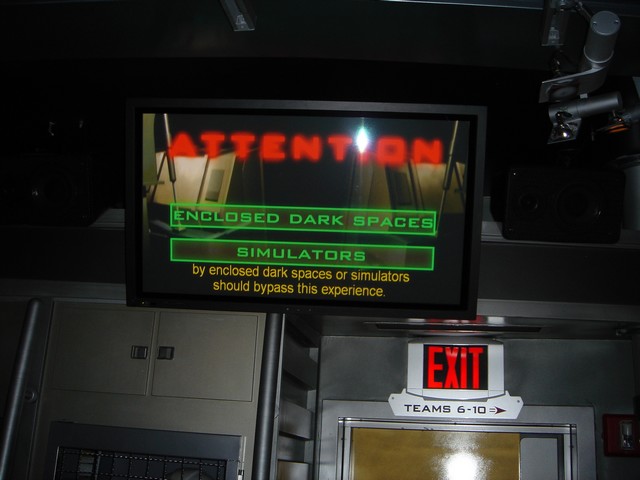 ATTENTION
ENCLOSED DARK SPACES
SIMULATORS
by enclosed dark spaces or simulators
should bypass this experience.
EXIT
TEAMS 6-10